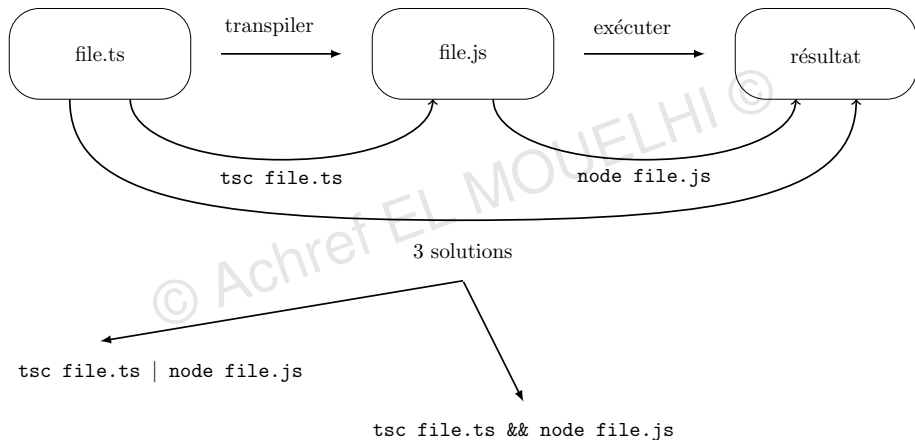 file.ts
transpiler
file.js
exécuter
résultat
tsc file.ts
node file.js
© Achref EL MOUELHI ©
3 solutions
tsc file.ts | node file.js
tsc file.ts && node file.js